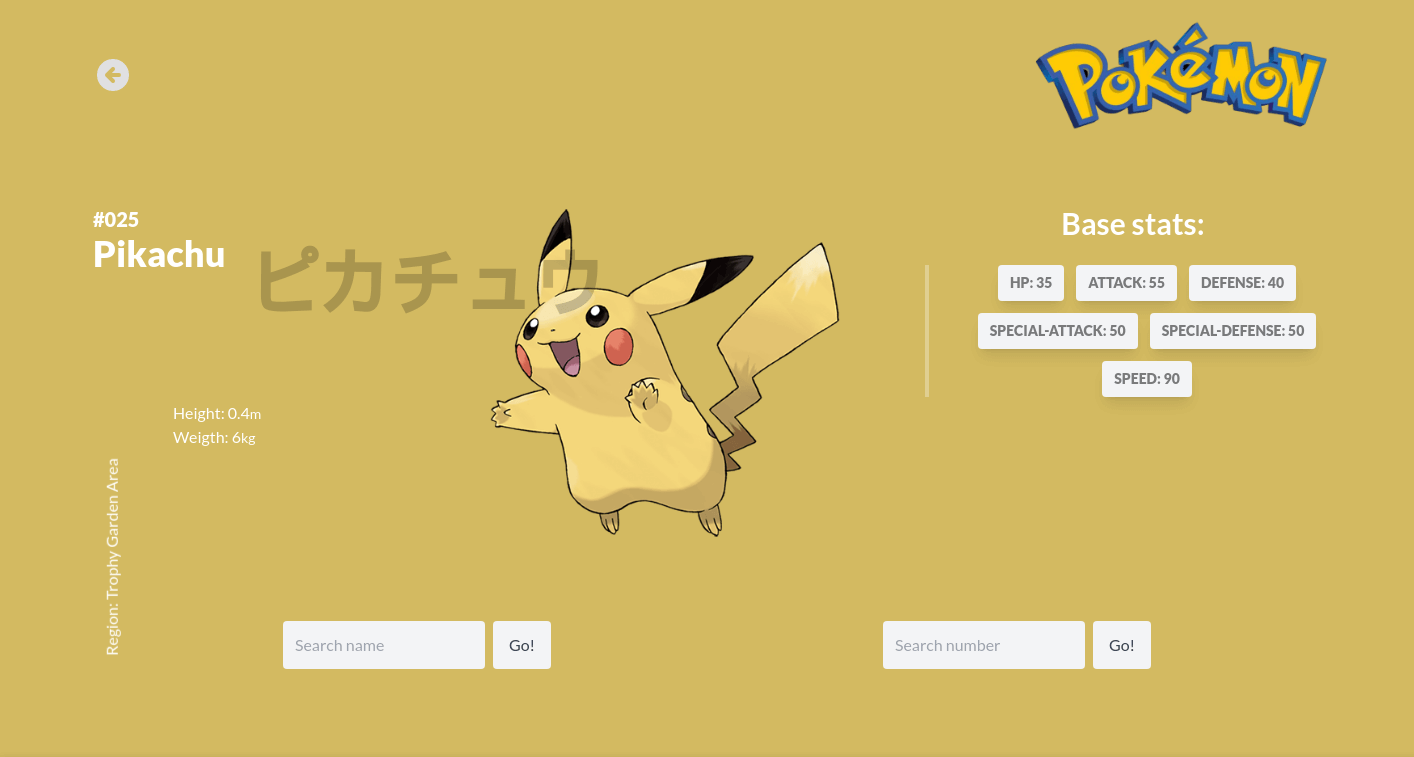 POKéMON
#025
Pikachu
ピカチュウ
Base stats:
HP: 35
ATTACK: 55
DEFENSE: 40
SPECIAL-ATTACK: 50
SPECIAL-DEFENSE: 50
SPEED: 90
Height: 0.4m
Weigth: 6kg
Region: Trophy Garden Area
Search name
Go!
Search number
Go!